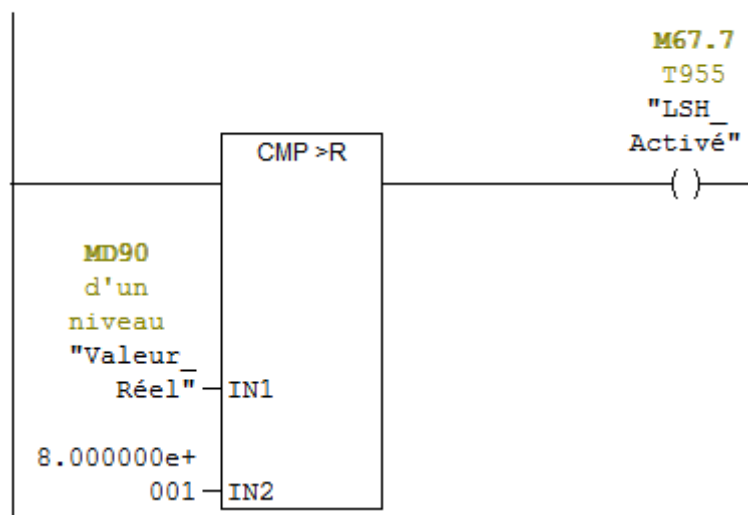 M67.7
T955
"LSH_
Activé"
CMP >R
MD90
d'un
niveau
"Valeur_
Réel"
IN1
8.000000e+
001
IN2
( )